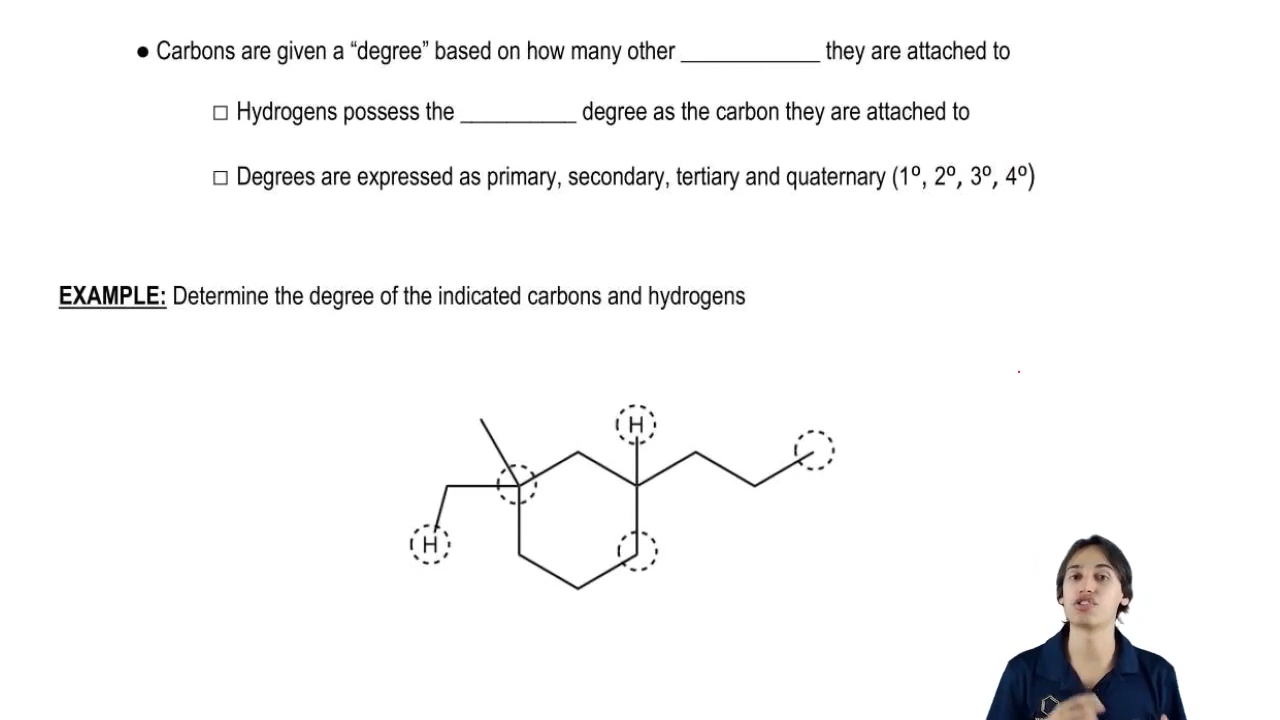 ● Carbons are given a “degree” based on how many other ____________ they are attached to
□ Hydrogens possess the __________ degree as the carbon they are attached to
□ Degrees are expressed as primary, secondary, tertiary and quaternary (1º, 2º, 3º, 4º)
EXAMPLE: Determine the degree of the indicated carbons and hydrogens
H
H